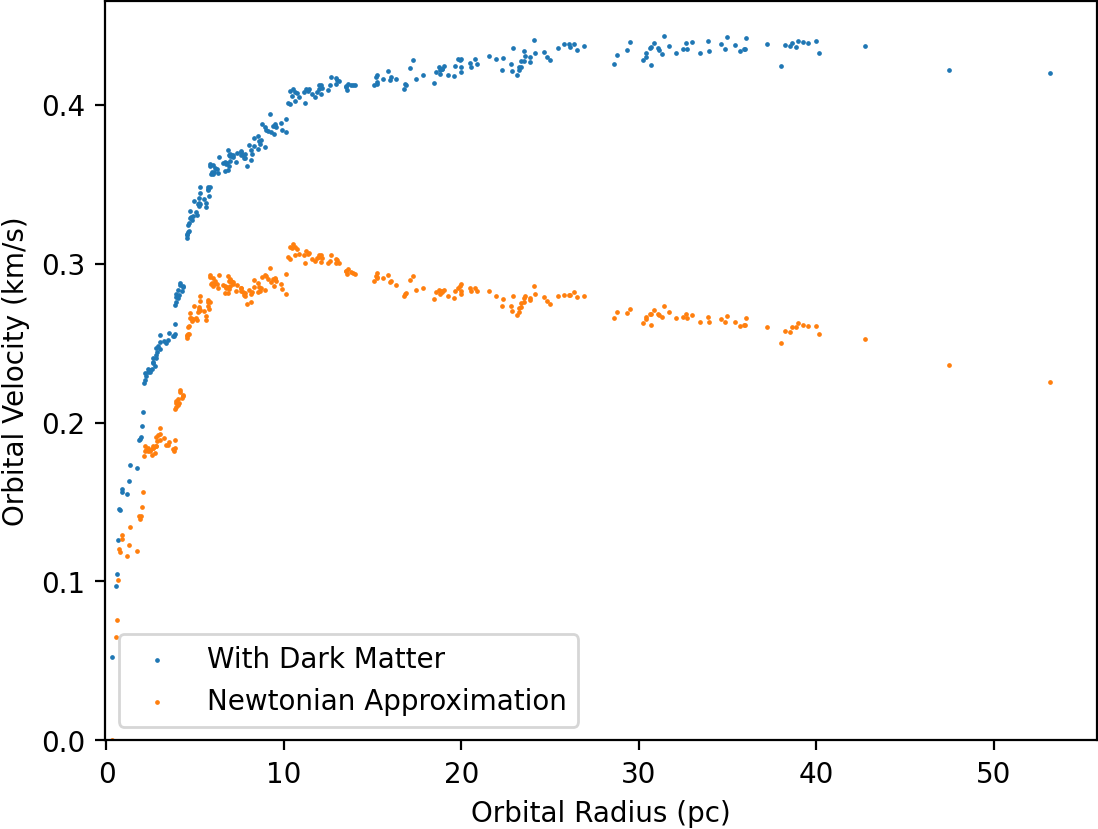 Orbital Velocity (km/s)
0.4
0.3
0.2
0.1
0.0
With Dark Matter
Newtonian Approximation
0 10 20 30 40 50
Orbital Radius (pc)